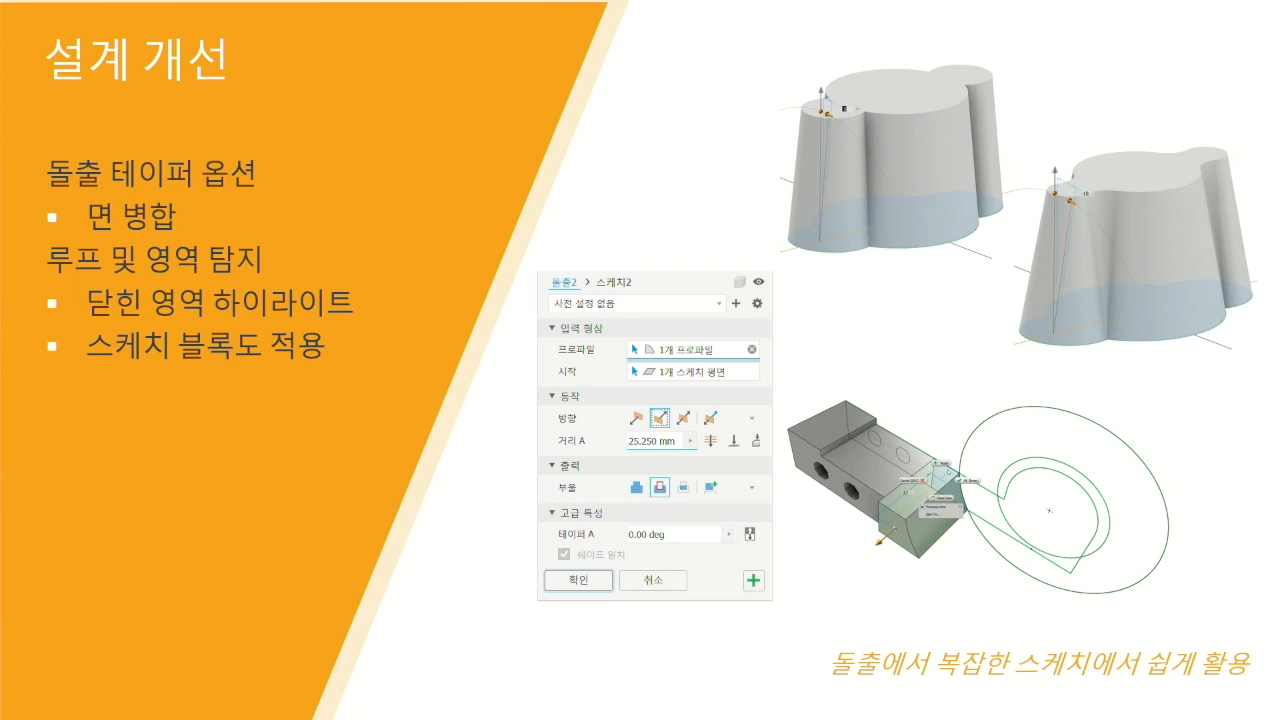 설계 개선
돌출 테이퍼 옵션
▪ 면 병합
루프 및 영역 탐지
▪ 닫힌 영역 하이라이트
▪ 스케치 블록도 적용
돌출2 > 스케치2
사전 설정 없음
입력 형상
프로파일 1개 프로파일
시작 1개 스케치 평면
동작
방향
거리 A 25.250 mm
출력
부울
고급 특성
테이퍼 A 0.00 deg
쉐이프 일치
확인 취소
-10
돌출에서 복잡한 스케치에서 쉽게 활용